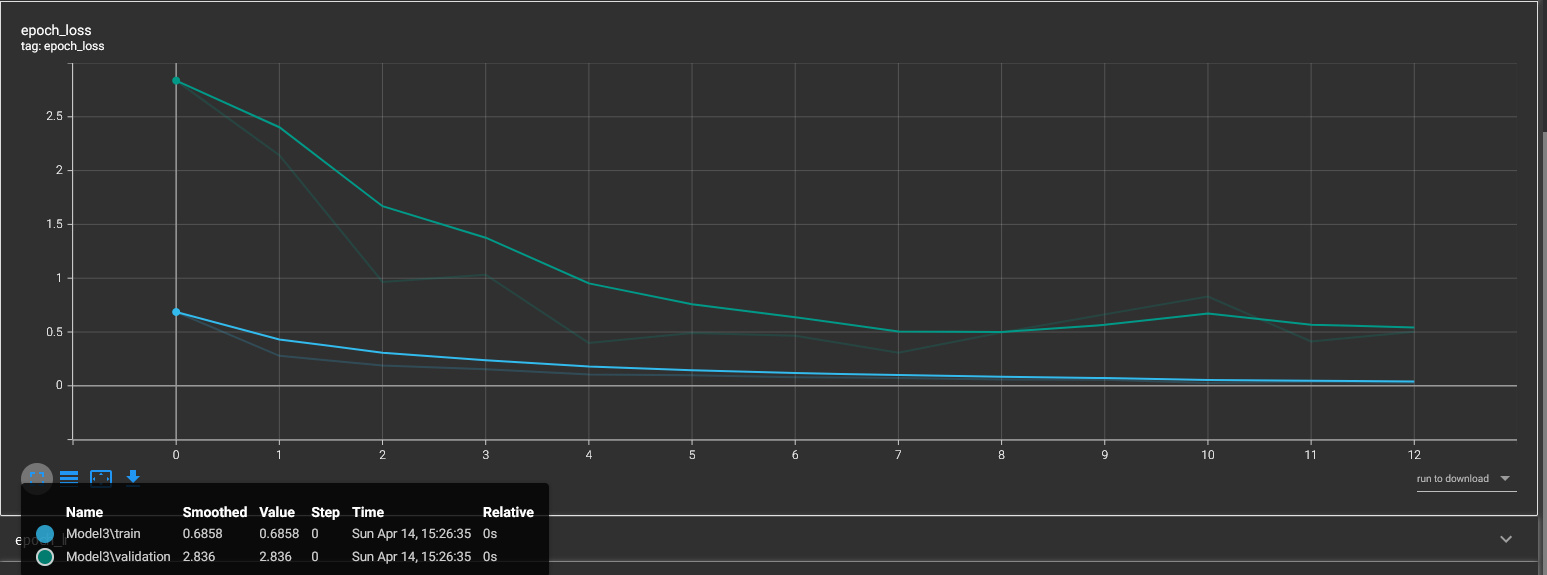 epoch_loss
tag: epoch_loss
2.5
2
1.5
1
0.5
0
0 1 2 3 4 5 6 7 8 9 10 11 12
run to download
Name Smoothed Value Step Time Relative
Model3\train 0.6858 0.6858 0 Sun Apr 14, 15:26:35 0s
Model3\validation 2.836 2.836 0 Sun Apr 14, 15:26:35 0s